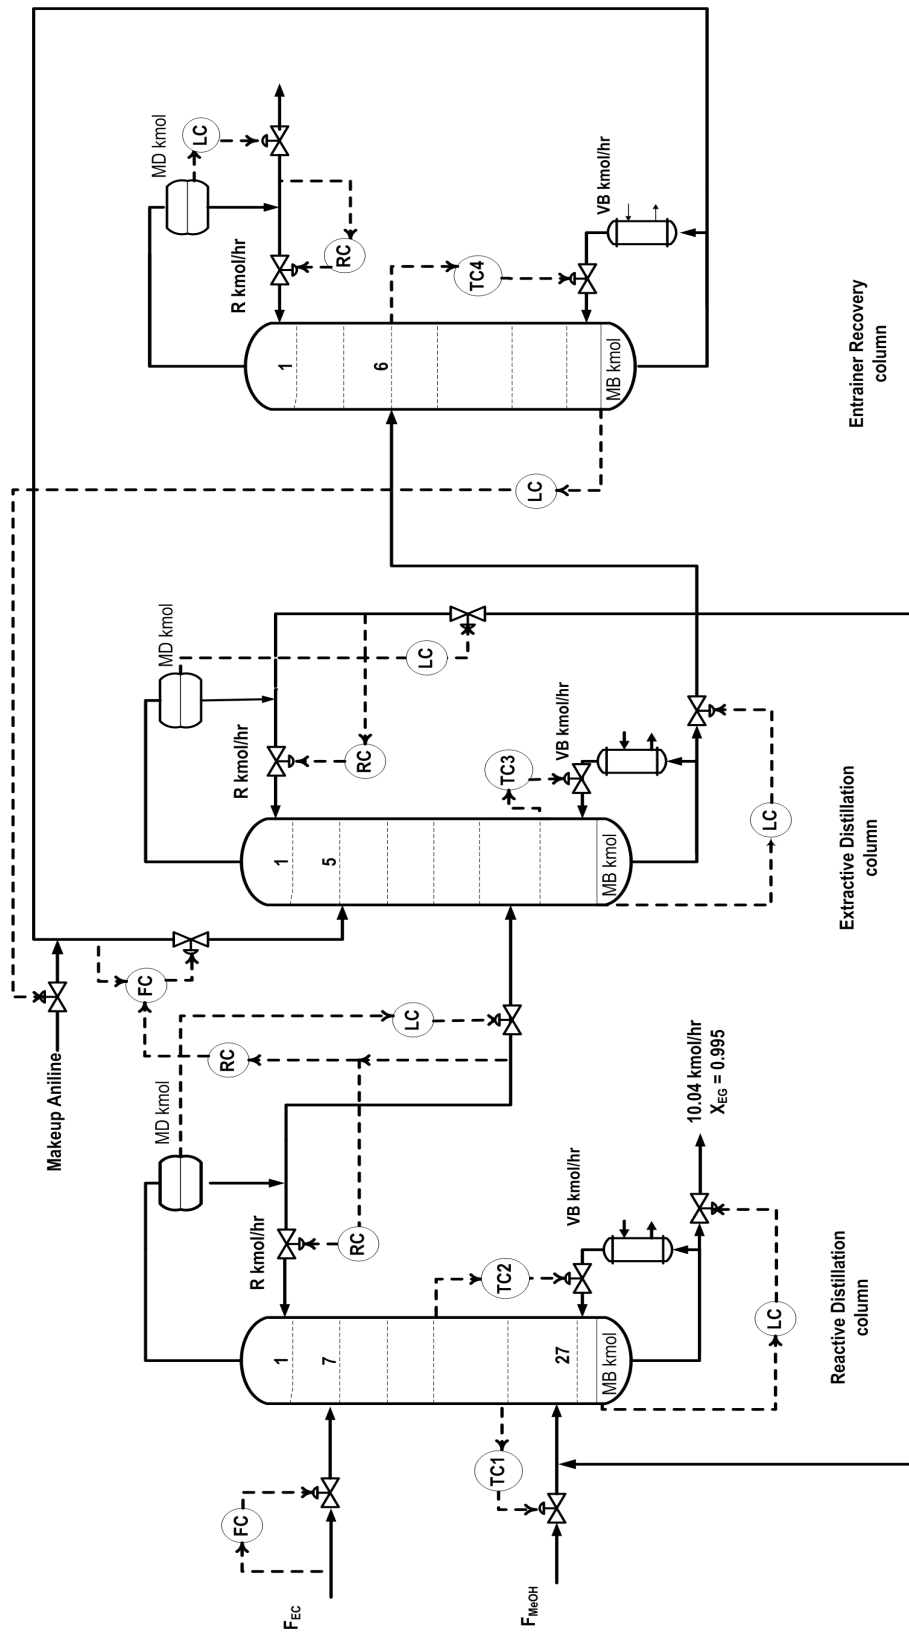 F_EC
FC
F_MeOH
TC1
1
7
27
MB kmol
R kmol/hr
RC
TC2
VB kmol/hr
LC
10.04 kmol/hr
X_EG = 0.995
Reactive Distillation
column
MD kmol
RC
LC
FC
Makeup Aniline
1
5
MB kmol
R kmol/hr
RC
MD kmol
LC
TC3
VB kmol/hr
LC
Extractive Distillation
column
LC
1
6
MB kmol
R kmol/hr
RC
MD kmol
LC
TC4
VB kmol/hr
Entrainer Recovery
column